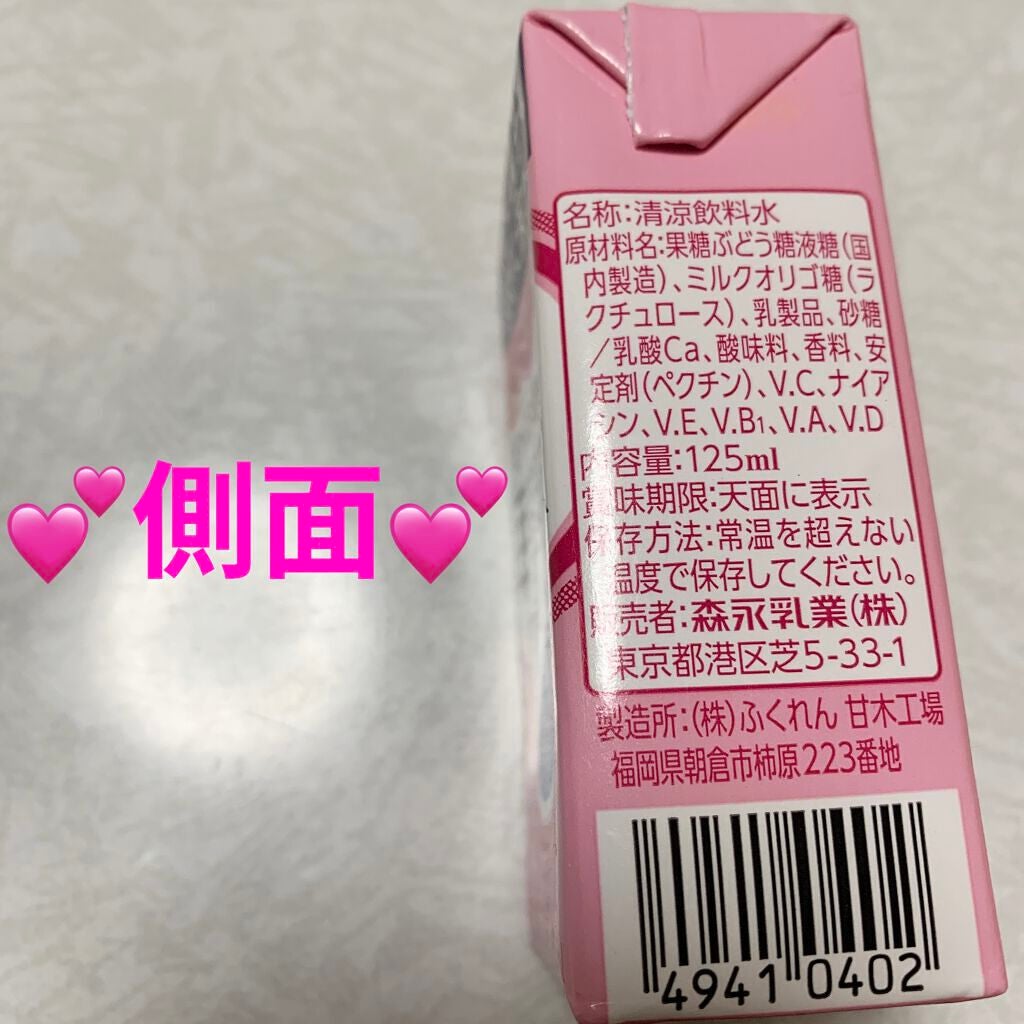 💕側面💕
名称:清涼飲料水
原材料名:果糖ぶどう糖液糖(国
内製造)、ミルクオリゴ糖(ラ
クチュロース)、乳製品、砂糖
/乳酸Ca、酸味料、香料、安
定剤(ペクチン)、V.C、ナイア
シン、V.E、V.B1、V.A、V.D
内容量:125ml
賞味期限:天面に表示
保存方法:常温を超えない
温度で保存してください。
販売者:森永乳業(株)
東京都港区芝5-33-1
製造所:(株)ふくれん 甘木工場
福岡県朝倉市柿原223番地
4941 0402